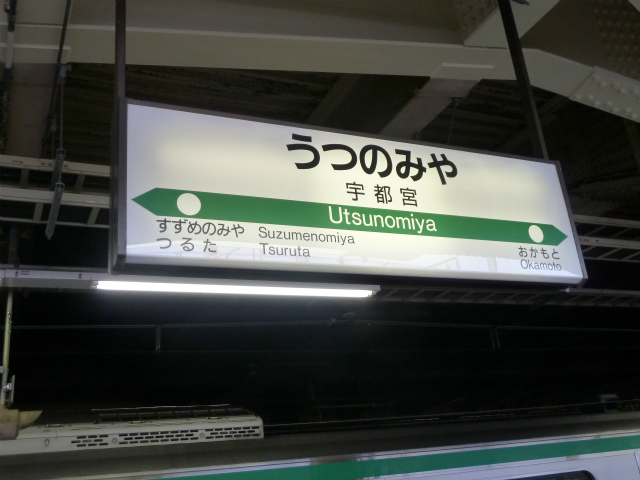 うつのみや
宇都宮
Utsunomiya
すずめのみや Suzumenomiya
つるた Tsuruta
おかもと
Okamoto